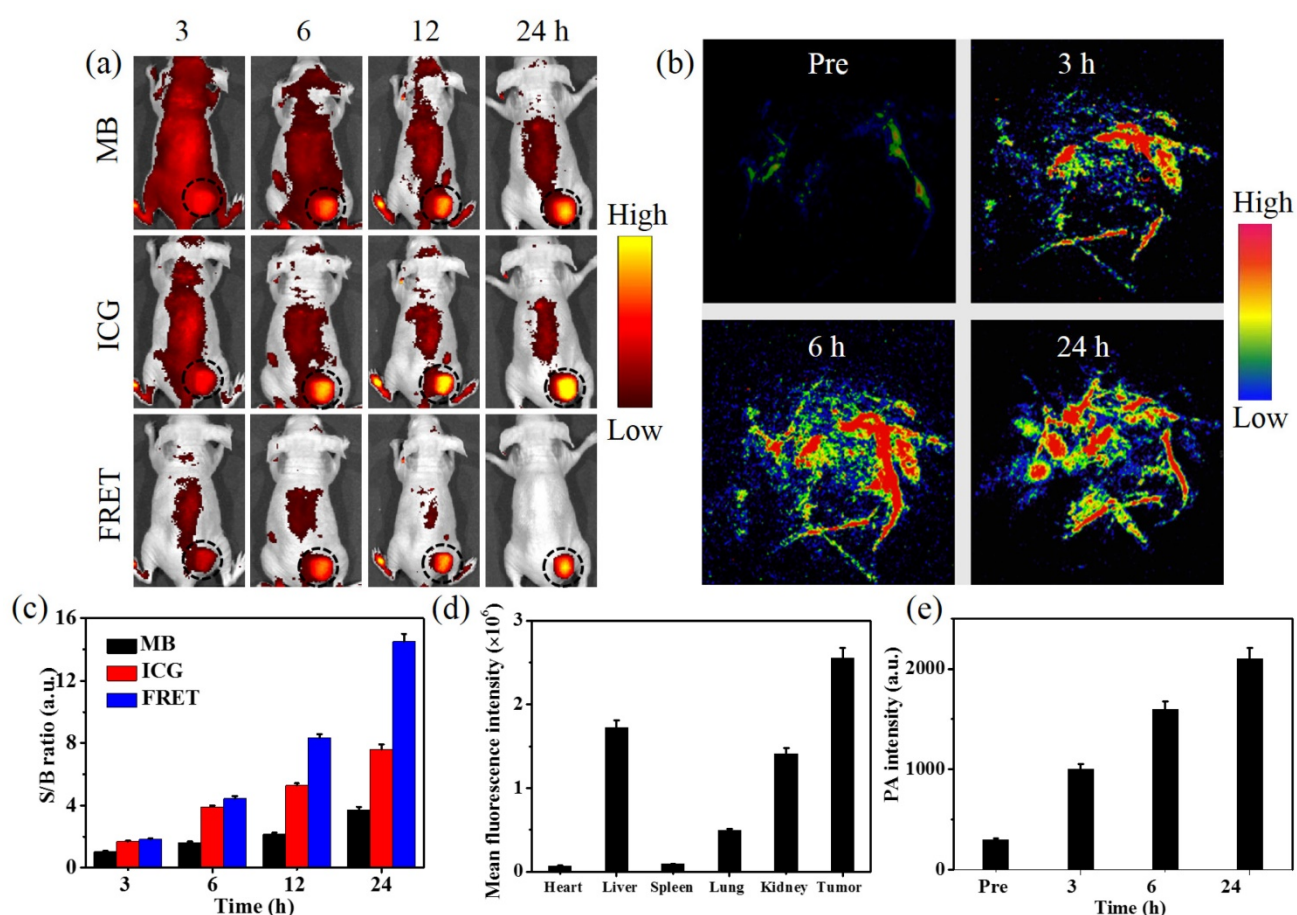 (a)
3 6 12 24 h
MB
ICG
FRET
High
Low
(b)
Pre
3 h
6 h
24 h
High
Low
(c)
S/B ratio (a.u.)
16
12
8
4
0
MB
ICG
FRET
3 6 12 24
Time (h)
(d)
Mean fluorescence intensity (×10⁶)
3
2
1
0
Heart Liver Spleen Lung Kidney Tumor
(e)
PA intensity (a.u.)
2000
1000
0
Pre 3 6 24
Time (h)